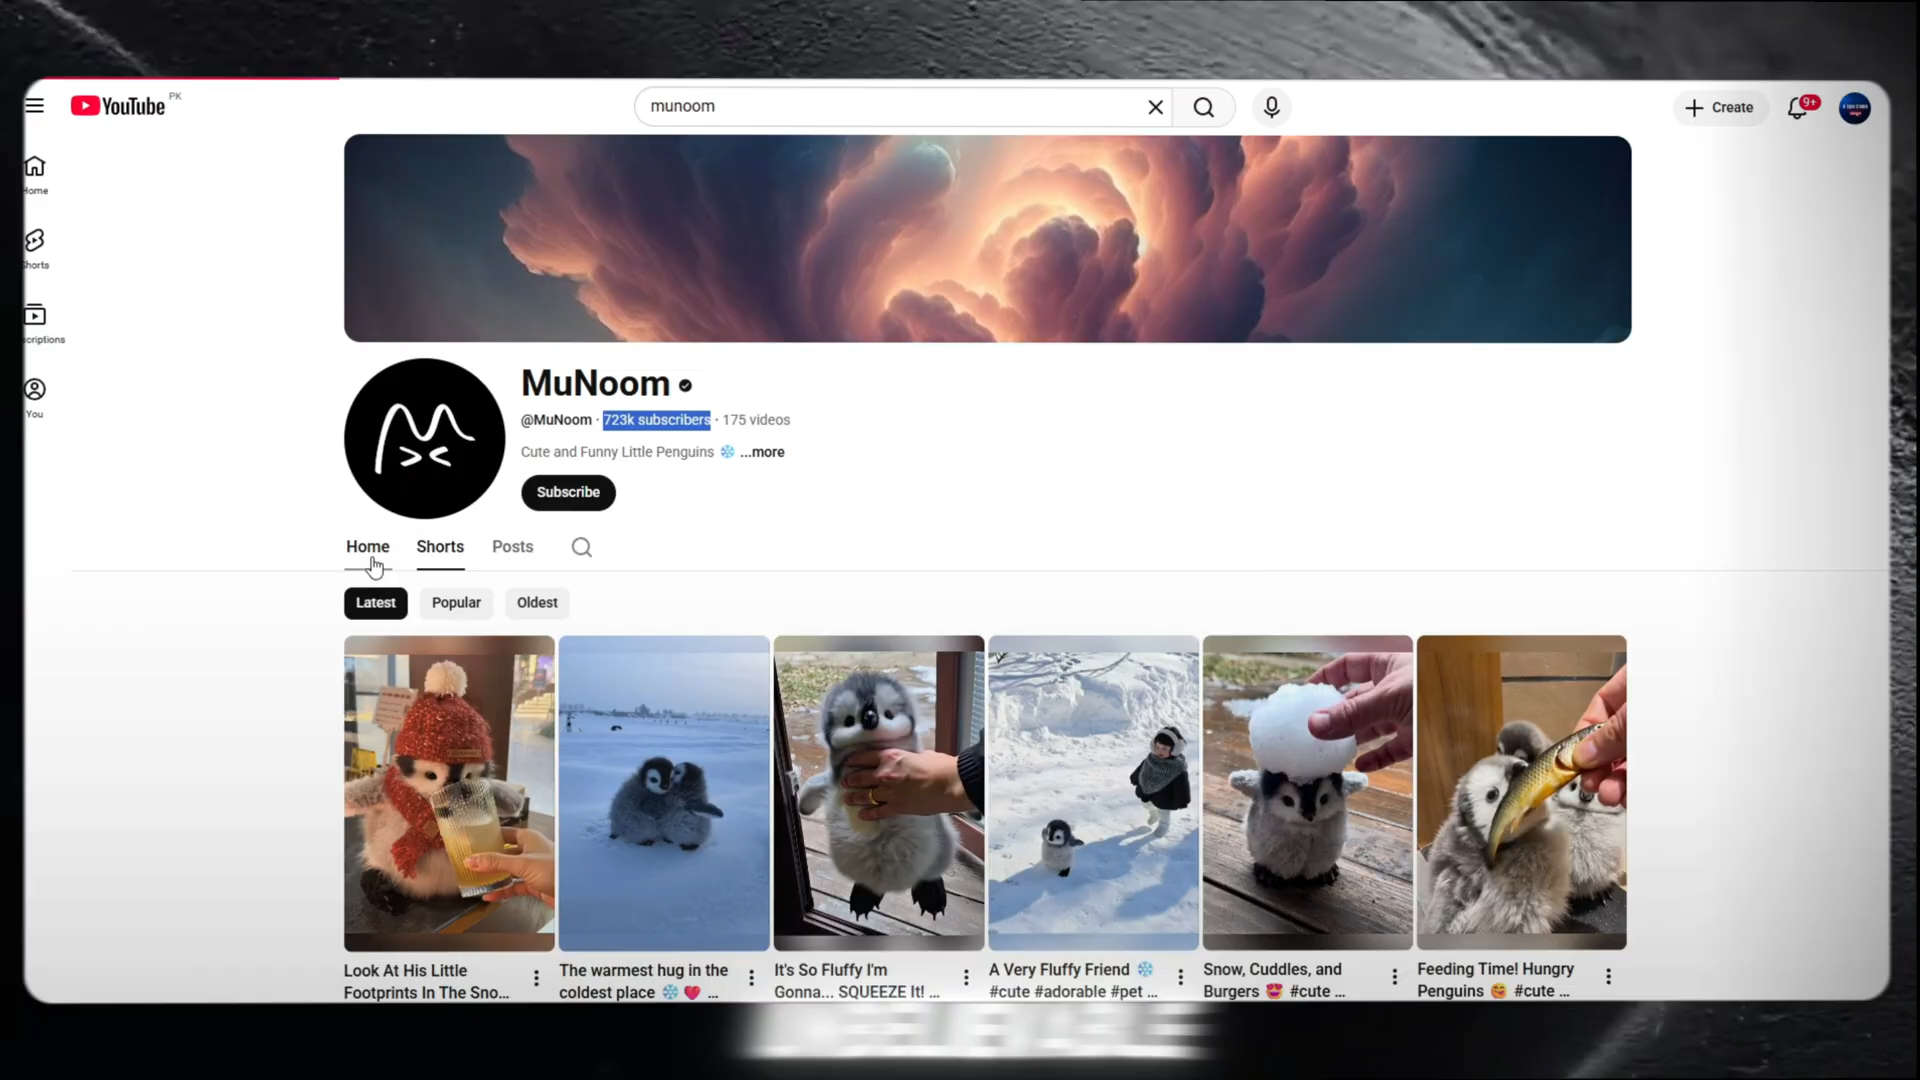 YouTube PK
munoom
Create
9+
Home
Shorts
criptions
You
MuNoom
@MuNoom · 723k subscribers · 175 videos
Cute and Funny Little Penguins ❄️ ...more
Subscribe
Home Shorts Posts
Latest Popular Oldest
Look At His Little
Footprints In The Sno...
The warmest hug in the
coldest place ❄️ ❤️ ...
It's So Fluffy I'm
Gonna... SQUEEZE It! ...
A Very Fluffy Friend ❄️
#cute #adorable #pet ...
Snow, Cuddles, and
Burgers 😍 #cute ...
Feeding Time! Hungry
Penguins 😋 #cute ...